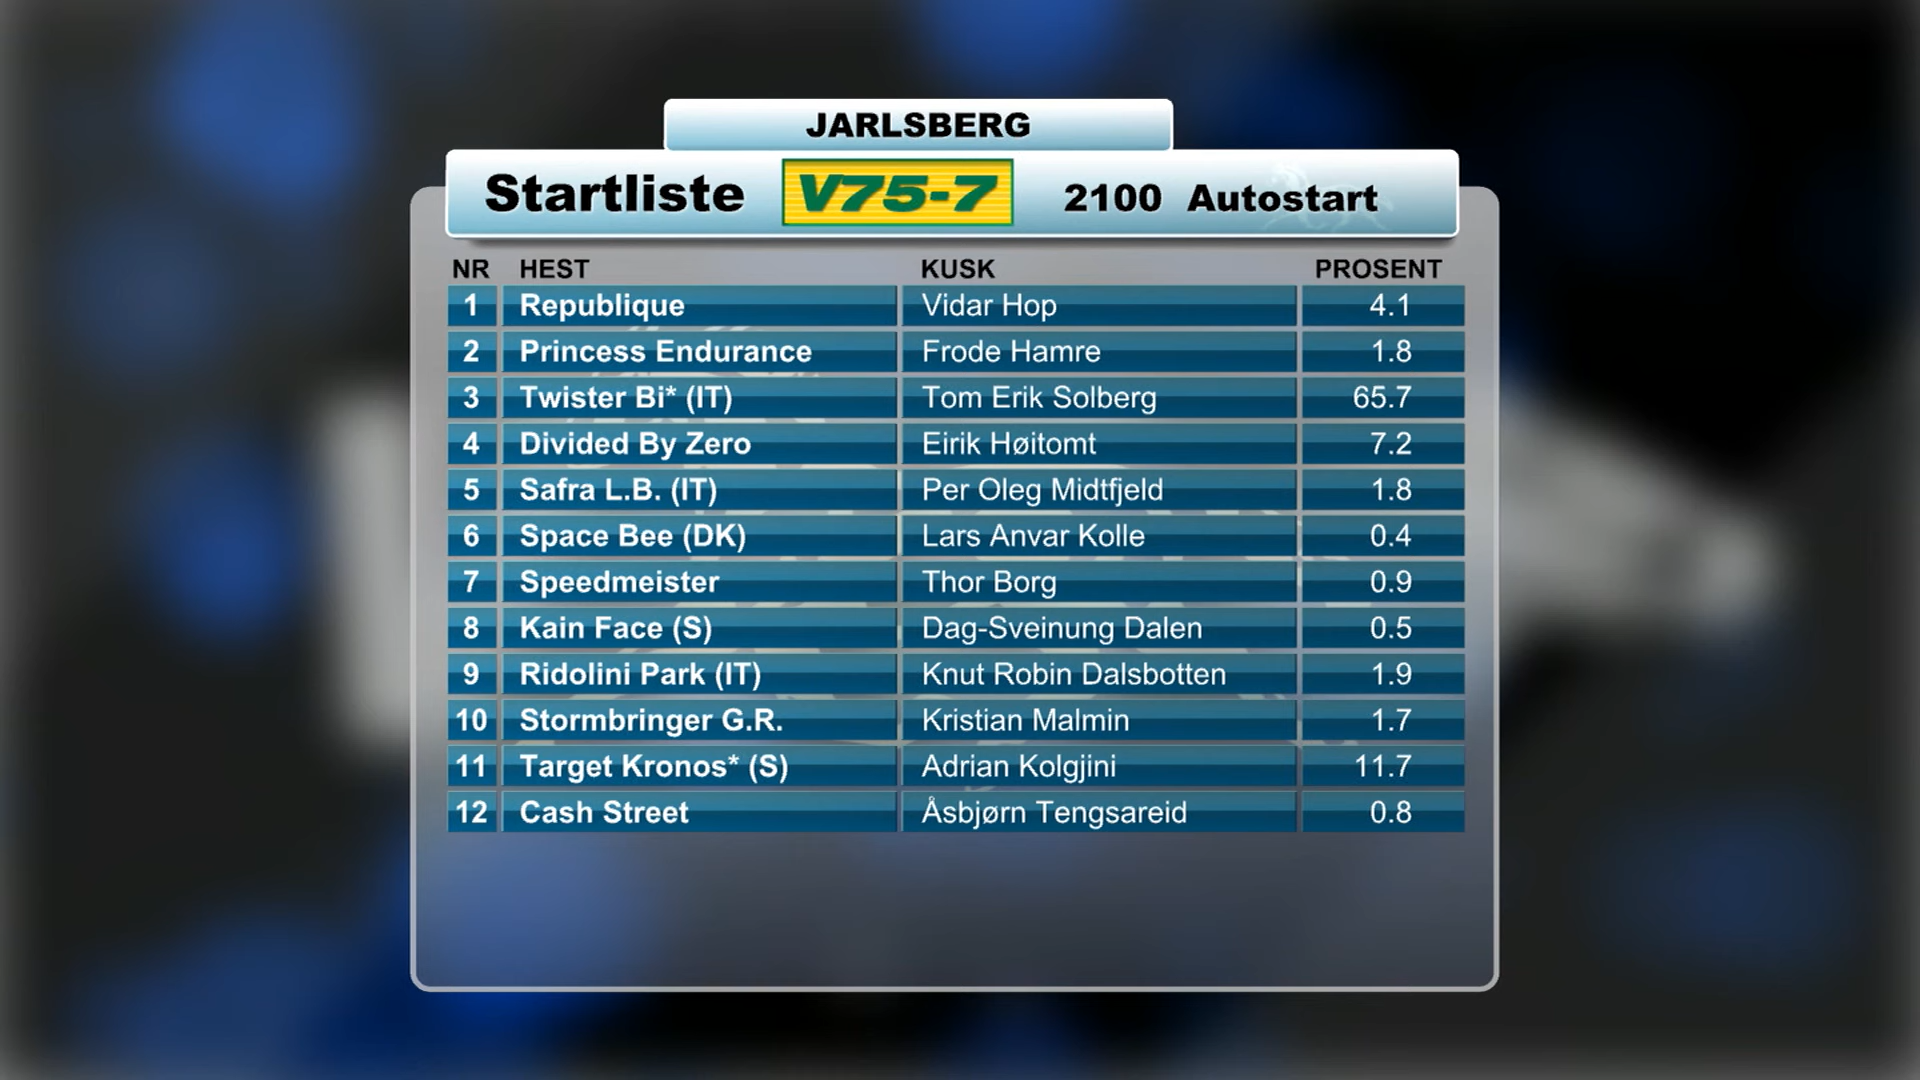 JARLSBERG
Startliste V75-7 2100 Autostart
NR HEST KUSK PROSENT
1 Republique Vidar Hop 4.1
2 Princess Endurance Frode Hamre 1.8
3 Twister Bi* (IT) Tom Erik Solberg 65.7
4 Divided By Zero Eirik Høitomt 7.2
5 Safra L.B. (IT) Per Oleg Midtfjeld 1.8
6 Space Bee (DK) Lars Anvar Kolle 0.4
7 Speedmeister Thor Borg 0.9
8 Kain Face (S) Dag-Sveinung Dalen 0.5
9 Ridolini Park (IT) Knut Robin Dalsbotten 1.9
10 Stormbringer G.R. Kristian Malmin 1.7
11 Target Kronos* (S) Adrian Kolgjini 11.7
12 Cash Street Åsbjørn Tengsareid 0.8